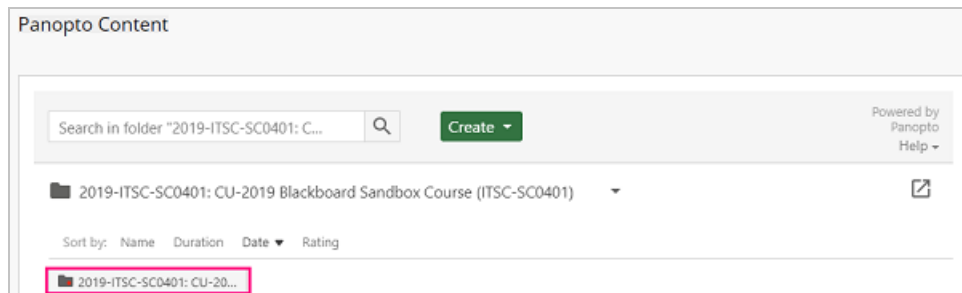 Panopto Content
Search in folder "2019-ITSC-SC0401: C...
Create
Powered by
Panopto
Help
2019-ITSC-SC0401: CU-2019 Blackboard Sandbox Course (ITSC-SC0401)
Sort by: Name Duration Date Rating
2019-ITSC-SC0401: CU-20...